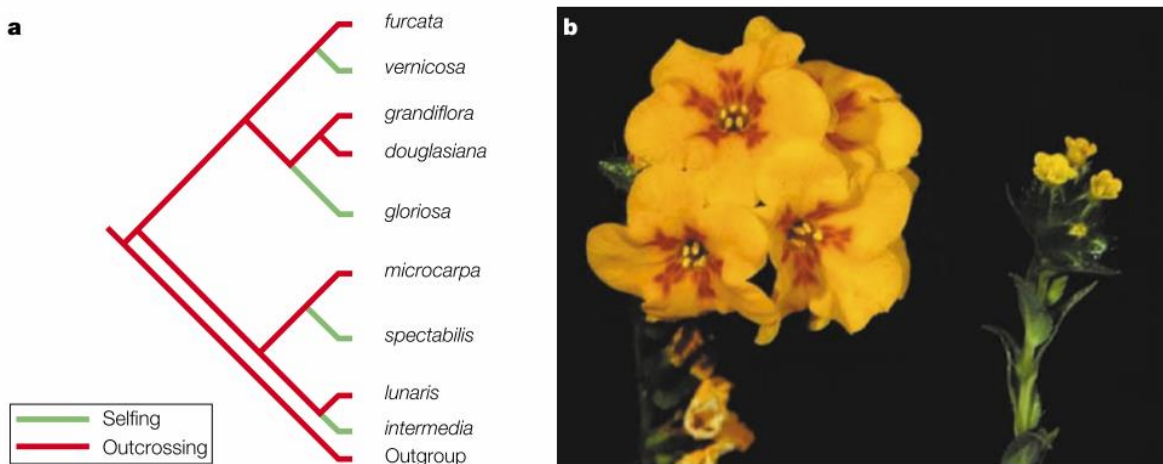 a
furcata
vernicosa
grandiflora
douglasiana
gloriosa
microcarpa
spectabilis
lunaris
intermedia
Outgroup
Selfing
Outcrossing
b